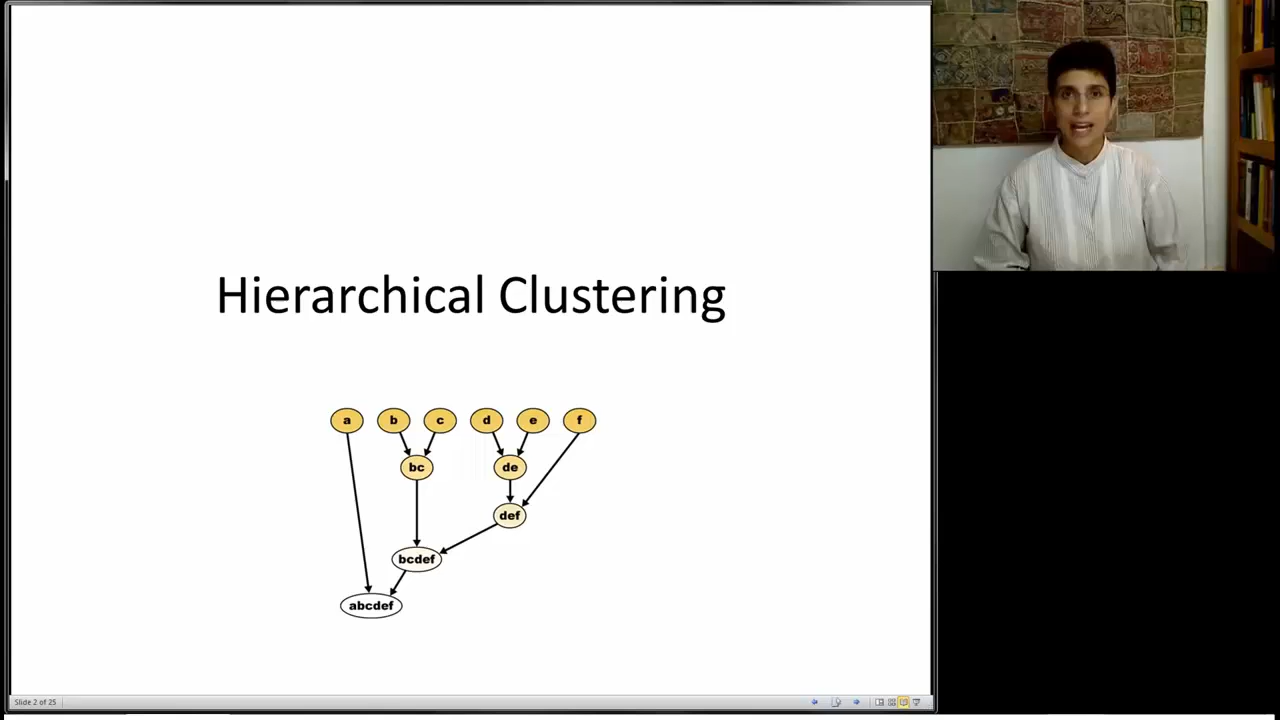 Hierarchical Clustering
a b c d e f
bc de
def
bcdef
abcdef
Slide 2 of 25